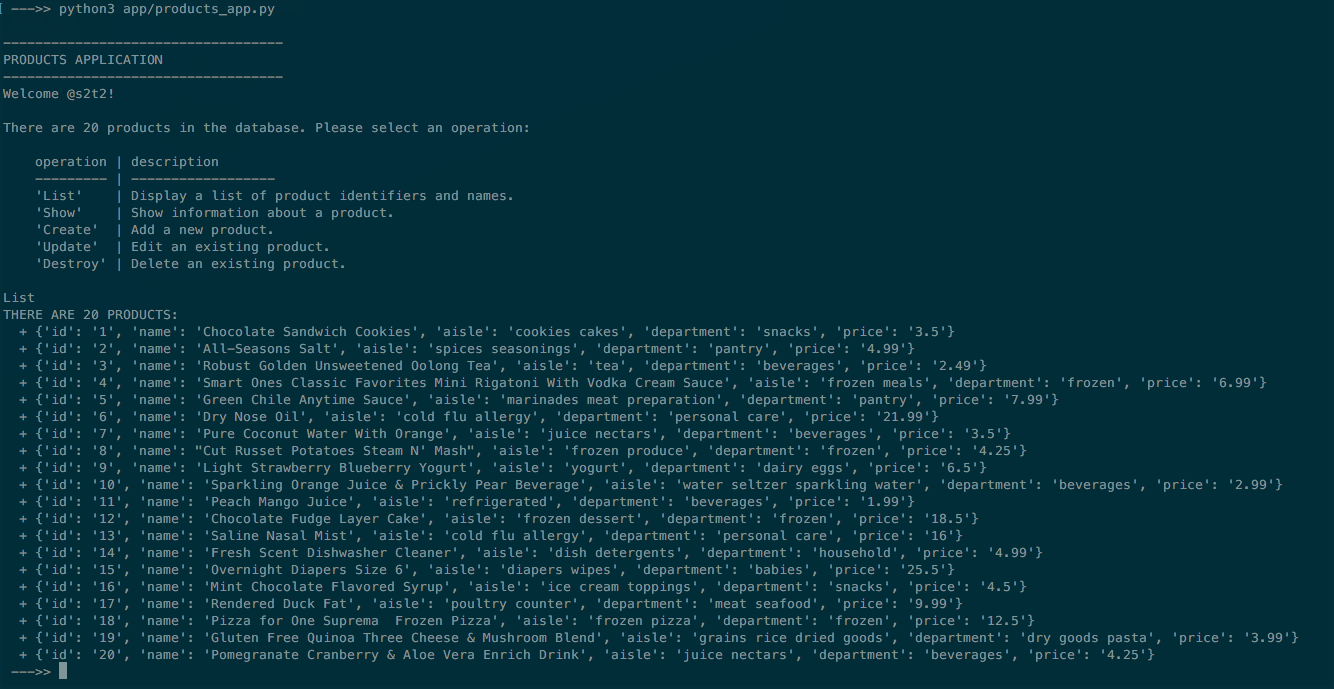 [ --->> python3 app/products_app.py
-----------------------------------
PRODUCTS APPLICATION
-----------------------------------
Welcome @s2t2!
There are 20 products in the database. Please select an operation:
operation | description
--------- | ------------------
'List'    | Display a list of product identifiers and names.
'Show'    | Show information about a product.
'Create'  | Add a new product.
'Update'  | Edit an existing product.
'Destroy' | Delete an existing product.
List
THERE ARE 20 PRODUCTS:
+ {'id': '1', 'name': 'Chocolate Sandwich Cookies', 'aisle': 'cookies cakes', 'department': 'snacks', 'price': '3.5'}
+ {'id': '2', 'name': 'All-Seasons Salt', 'aisle': 'spices seasonings', 'department': 'pantry', 'price': '4.99'}
+ {'id': '3', 'name': 'Robust Golden Unsweetened Oolong Tea', 'aisle': 'tea', 'department': 'beverages', 'price': '2.49'}
+ {'id': '4', 'name': 'Smart Ones Classic Favorites Mini Rigatoni With Vodka Cream Sauce', 'aisle': 'frozen meals', 'department': 'frozen', 'price': '6.99'}
+ {'id': '5', 'name': 'Green Chile Anytime Sauce', 'aisle': 'marinades meat preparation', 'department': 'pantry', 'price': '7.99'}
+ {'id': '6', 'name': 'Dry Nose Oil', 'aisle': 'cold flu allergy', 'department': 'personal care', 'price': '21.99'}
+ {'id': '7', 'name': 'Pure Coconut Water With Orange', 'aisle': 'juice nectars', 'department': 'beverages', 'price': '3.5'}
+ {'id': '8', 'name': "Cut Russet Potatoes Steam N' Mash", 'aisle': 'frozen produce', 'department': 'frozen', 'price': '4.25'}
+ {'id': '9', 'name': 'Light Strawberry Blueberry Yogurt', 'aisle': 'yogurt', 'department': 'dairy eggs', 'price': '6.5'}
+ {'id': '10', 'name': 'Sparkling Orange Juice & Prickly Pear Beverage', 'aisle': 'water seltzer sparkling water', 'department': 'beverages', 'price': '2.99'}
+ {'id': '11', 'name': 'Peach Mango Juice', 'aisle': 'refrigerated', 'department': 'beverages', 'price': '1.99'}
+ {'id': '12', 'name': 'Chocolate Fudge Layer Cake', 'aisle': 'frozen dessert', 'department': 'frozen', 'price': '18.5'}
+ {'id': '13', 'name': 'Saline Nasal Mist', 'aisle': 'cold flu allergy', 'department': 'personal care', 'price': '16'}
+ {'id': '14', 'name': 'Fresh Scent Dishwasher Cleaner', 'aisle': 'dish detergents', 'department': 'household', 'price': '4.99'}
+ {'id': '15', 'name': 'Overnight Diapers Size 6', 'aisle': 'diapers wipes', 'department': 'babies', 'price': '25.5'}
+ {'id': '16', 'name': 'Mint Chocolate Flavored Syrup', 'aisle': 'ice cream toppings', 'department': 'snacks', 'price': '4.5'}
+ {'id': '17', 'name': 'Rendered Duck Fat', 'aisle': 'poultry counter', 'department': 'meat seafood', 'price': '9.99'}
+ {'id': '18', 'name': 'Pizza for One Suprema  Frozen Pizza', 'aisle': 'frozen pizza', 'department': 'frozen', 'price': '12.5'}
+ {'id': '19', 'name': 'Gluten Free Quinoa Three Cheese & Mushroom Blend', 'aisle': 'grains rice dried goods', 'department': 'dry goods pasta', 'price': '3.99'}
+ {'id': '20', 'name': 'Pomegranate Cranberry & Aloe Vera Enrich Drink', 'aisle': 'juice nectars', 'department': 'beverages', 'price': '4.25'}
--->>